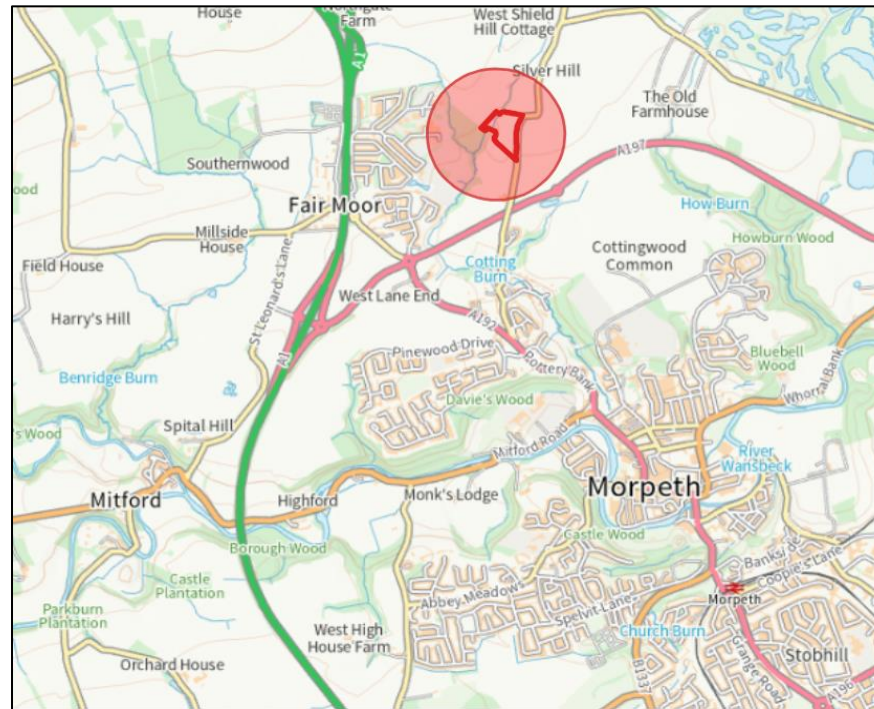 House
Northgate
Farm
A1
West Shield
Hill Cottage
Silver Hill
The Old
Farmhouse
Southernwood
A197
Fair Moor
How Burn
Millside
House
Howburn Wood
Field House
St Leonard's Lane
Cotting
Burn
Cottingwood
Common
West Lane End
Harry's Hill
A192
A1
Pinewood Drive
Pottery Bank
Bluebell
Wood
Benridge Burn
Davie's Wood
Whorral Bank
's Wood
Spital Hill
Mitford Road
River
Wansbeck
Mitford
Highford
Monk's Lodge
Morpeth
Castle Wood
Borough Wood
Bankside
Coopie's Lane
Castle
Plantation
Abbey Meadows
Spelvit Lane
Morpeth
Parkburn
Plantation
West High
House Farm
Church Burn
Grange Road
Stobhill
Orchard House
B1337
A196